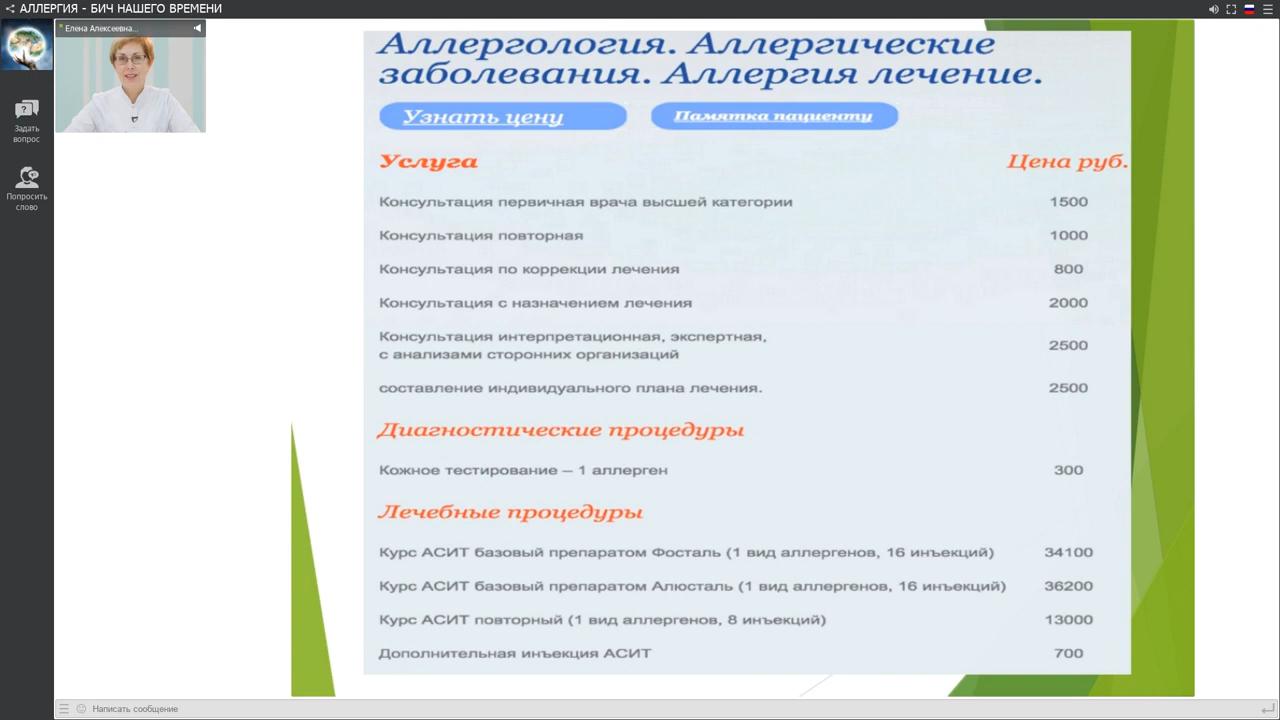 АЛЛЕРГИЯ - БИЧ НАШЕГО ВРЕМЕНИ
Елена Алексеевна...
Задать
вопрос
Попросить
слово
Аллергология. Аллергические
заболевания. Аллергия лечение.
Узнать цену
Памятка пациенту
Услуга Цена руб.
Консультация первичная врача высшей категории 1500
Консультация повторная 1000
Консультация по коррекции лечения 800
Консультация с назначением лечения 2000
Консультация интерпретационная, экспертная,
с анализами сторонних организаций 2500
составление индивидуального плана лечения. 2500
Диагностические процедуры
Кожное тестирование – 1 аллерген 300
Лечебные процедуры
Курс АСИТ базовый препаратом Фосталь (1 вид аллергенов, 16 инъекций) 34100
Курс АСИТ базовый препаратом Алюсталь (1 вид аллергенов, 16 инъекций) 36200
Курс АСИТ повторный (1 вид аллергенов, 8 инъекций) 13000
Дополнительная инъекция АСИТ 700
Написать сообщение